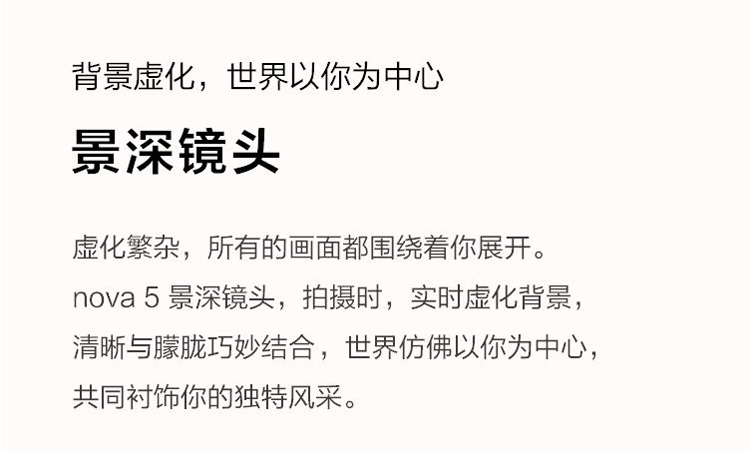 背景虚化，世界以你为中心
景深镜头
虚化繁杂，所有的画面都围绕着你展开。
nova 5 景深镜头，拍摄时，实时虚化背景，
清晰与朦胧巧妙结合，世界仿佛以你为中心，
共同衬饰你的独特风采。